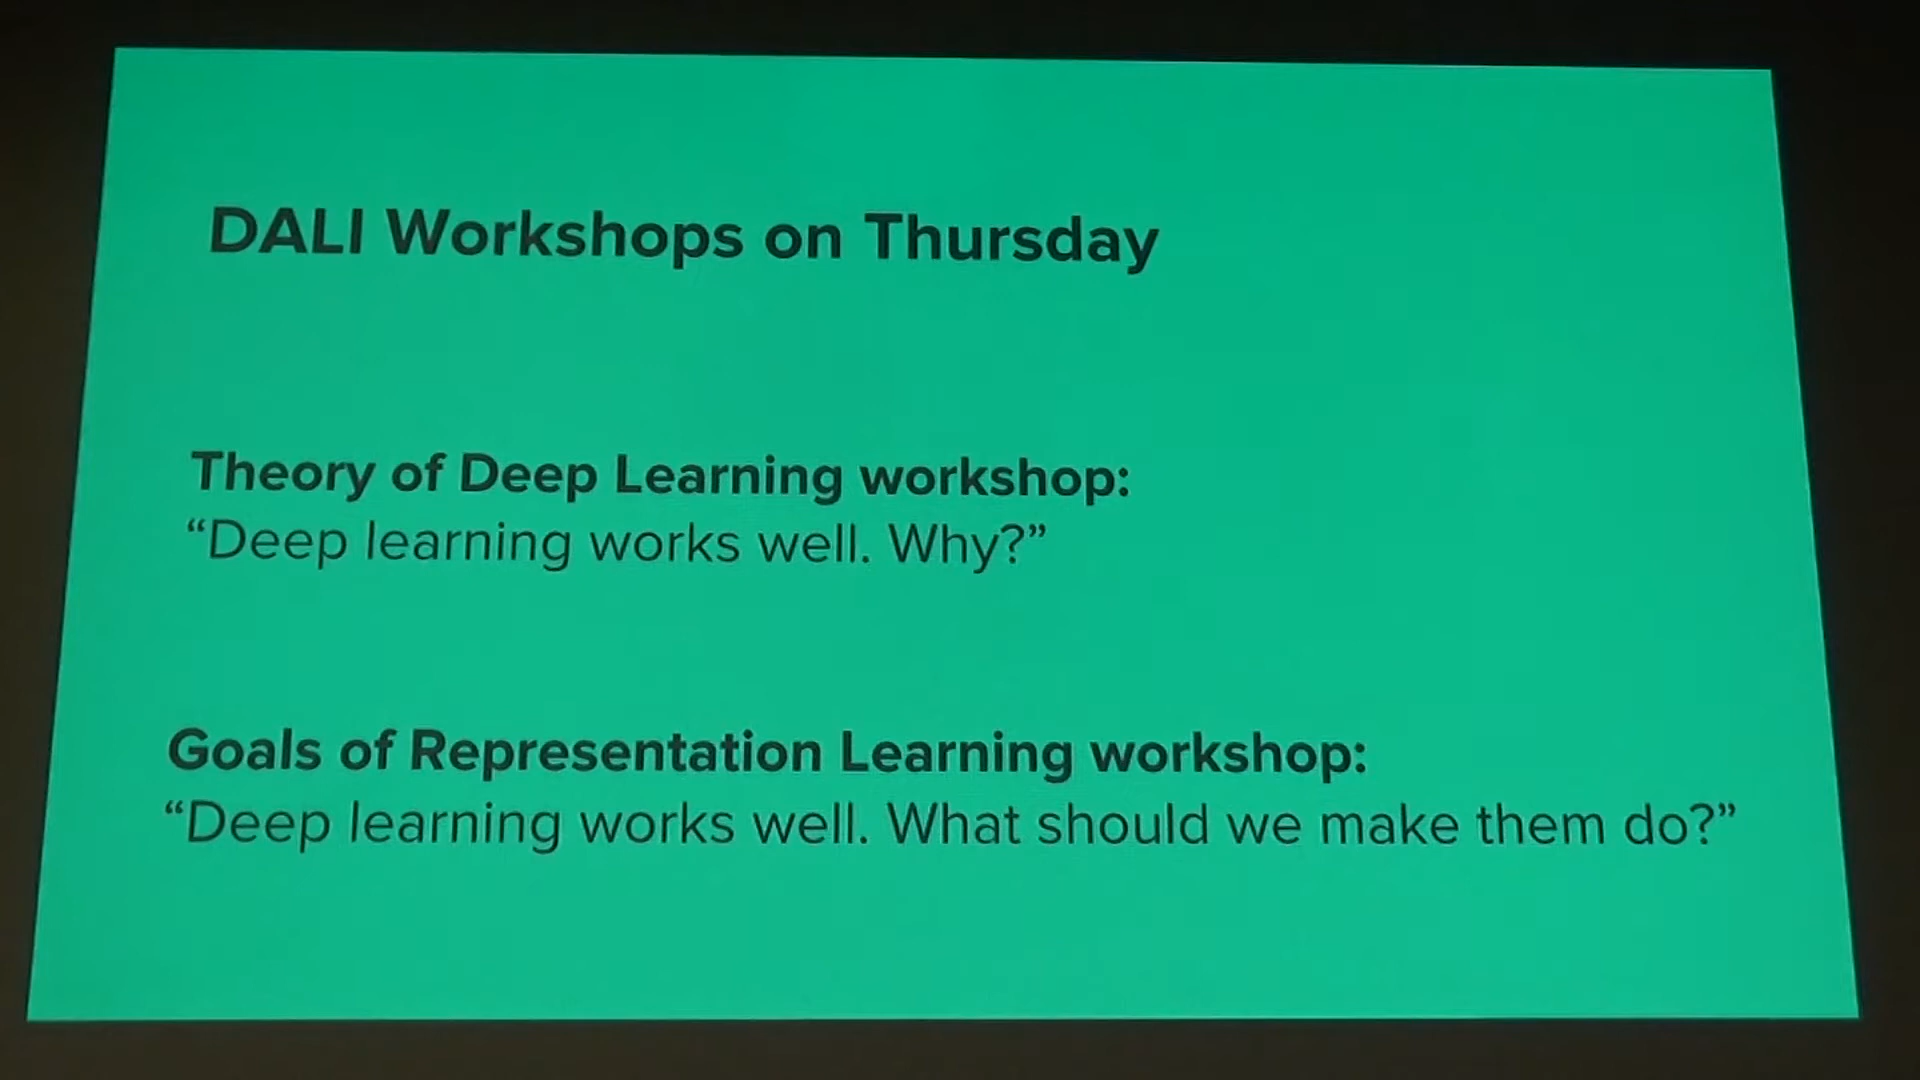 DALI Workshops on Thursday
Theory of Deep Learning workshop:
“Deep learning works well. Why?”
Goals of Representation Learning workshop:
“Deep learning works well. What should we make them do?”